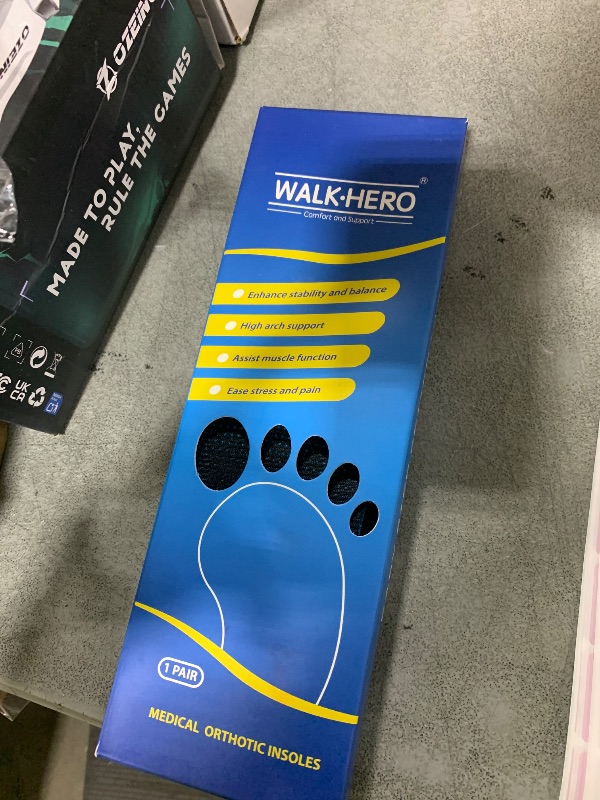 OZEINO
MADE TO PLAY,
RULE THE GAMES
UK
CA
WALK·HERO®
Comfort and Support
Enhance stability and balance
High arch support
Assist muscle function
Ease stress and pain
1 PAIR
MEDICAL ORTHOTIC INSOLES